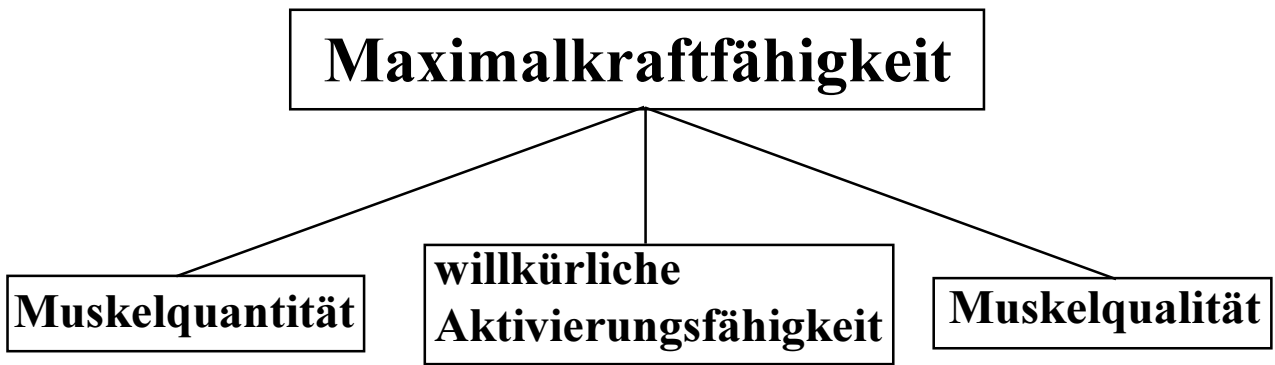 Maximalkraftfähigkeit
Muskelquantität
willkürliche
Aktivierungsfähigkeit
Muskelqualität